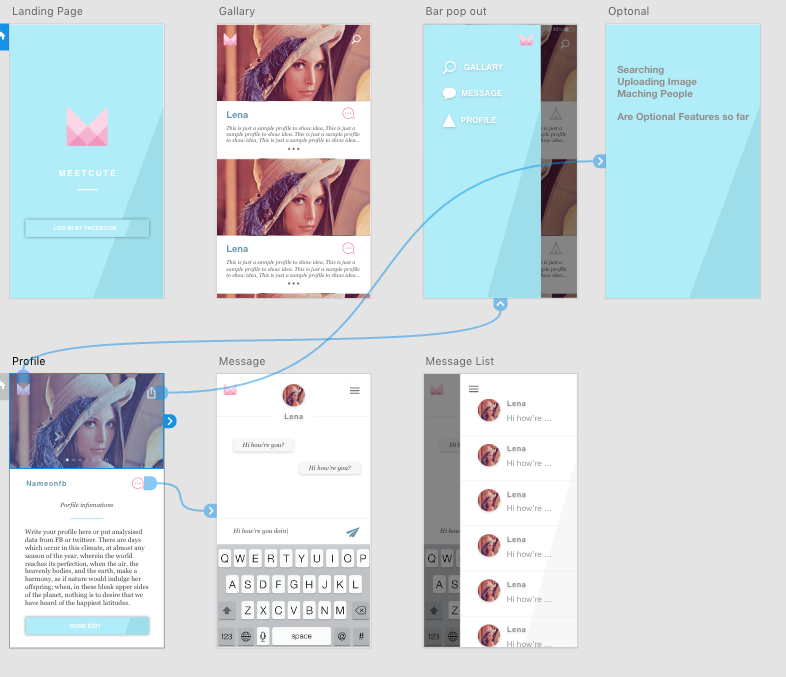 Landing Page
MEETCUTE
LOG IN BY FACEBOOK
Gallary
Lena
This is just a sample profile to show idea, This is just a
sample profile to show idea. This is just a sample profile
to show idea, This is just a sample profile to show idea...
Lena
This is just a sample profile to show idea, This is just a
sample profile to show idea. This is just a sample profile
to show idea, This is just a sample profile to show idea...
Bar pop out
GALLARY
MESSAGE
PROFILE
Optonal
Searching
Uploading Image
Maching People
Are Optional Features so far
Profile
Nameonfb
Porfile infomations
Write your profile here or put analysised
data from FB or twitteer. There are days
which occur in this climate, at almost any
season of the year, wherein the world
reaches its perfection, when the air, the
heavenly bodies, and the earth, make a
harmony, as if nature would indulge her
offspring; when, in these bleak upper sides
of the planet, nothing is to desire that we
have heard of the happiest latitudes.
DONE EDIT
Message
Lena
Hi how're you?
Hi how're you?
Hi how're you doin
Q W E R T Y U I O P
A S D F G H J K L
Z X C V B N M
123 space @ #
Message List
Lena
Hi how're ...
Lena
Hi how're ...
Lena
Hi how're ...
Lena
Hi how're ...
Lena
Hi how're ...
Lena
Hi how're ...